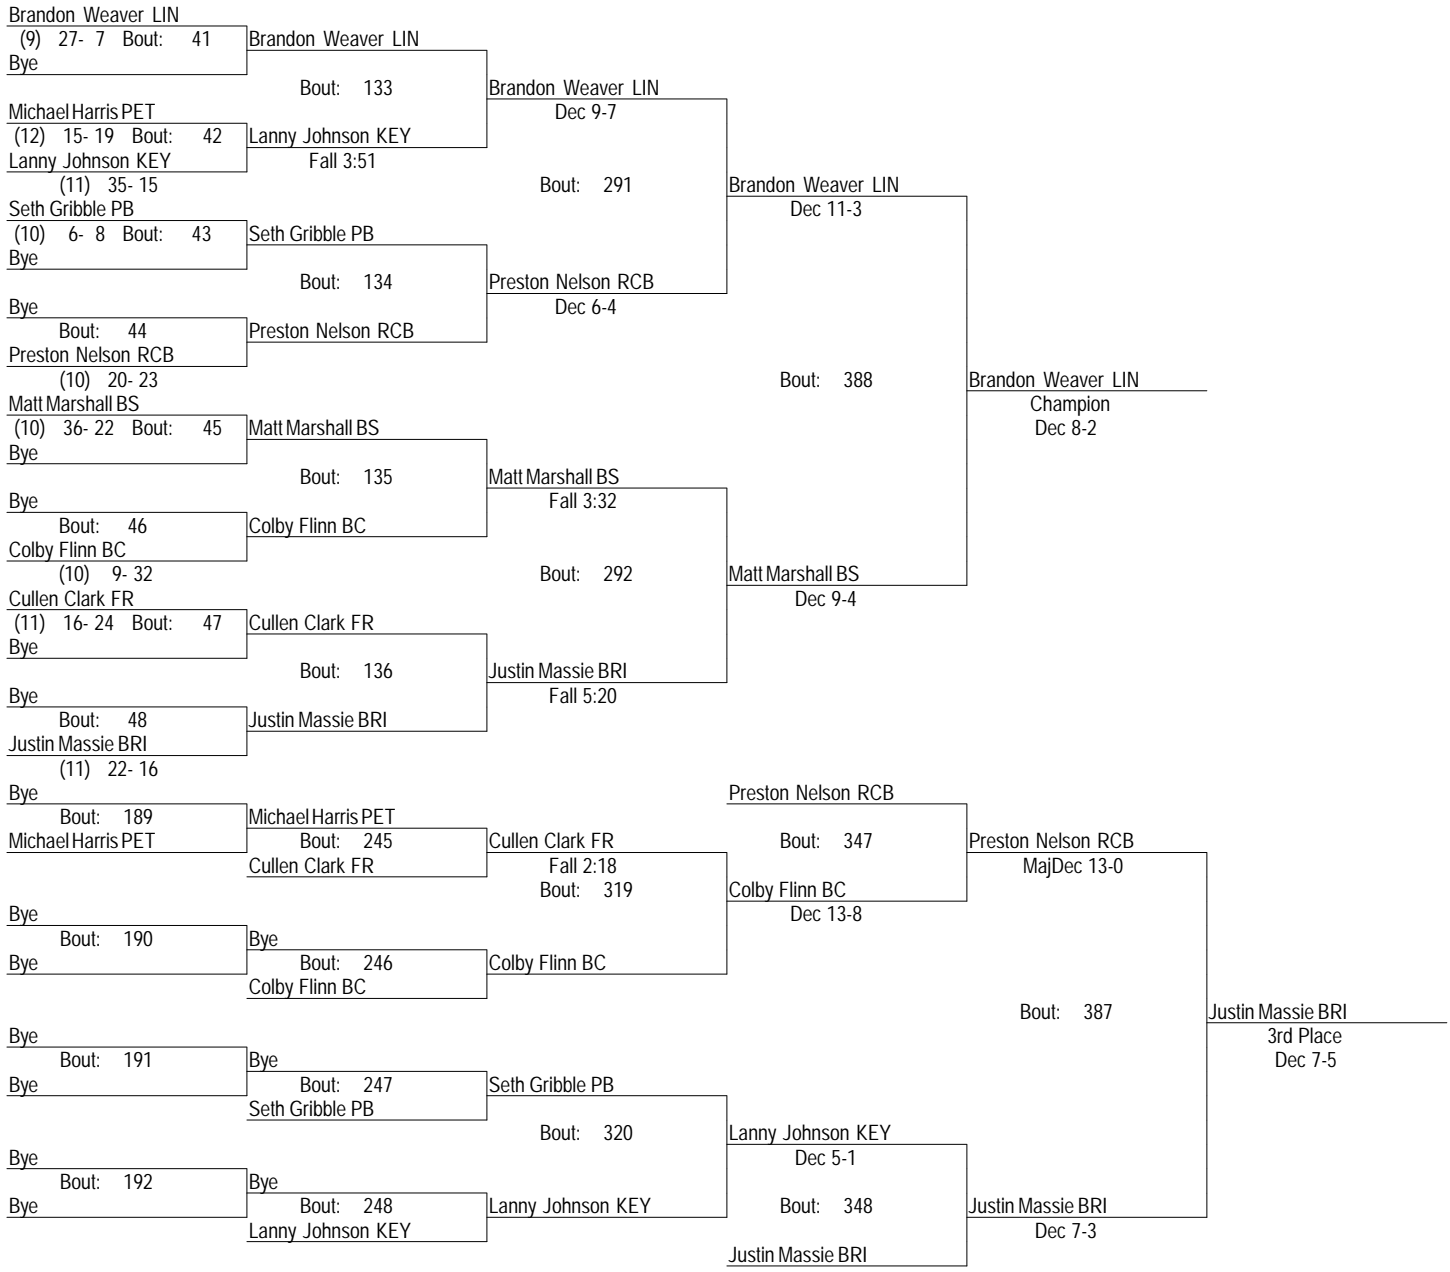 Brandon Weaver LIN
(9) 27- 7 Bout: 41 Brandon Weaver LIN
Bye
Bout: 133 Brandon Weaver LIN
Michael Harris PET Dec 9-7
(12) 15- 19 Bout: 42 Lanny Johnson KEY
Lanny Johnson KEY Fall 3:51
(11) 35- 15 Bout: 291 Brandon Weaver LIN
Seth Gribble PB Dec 11-3
(10) 6- 8 Bout: 43 Seth Gribble PB
Bye
Bout: 134 Preston Nelson RCB
Bye Dec 6-4
Bout: 44 Preston Nelson RCB
Preston Nelson RCB
(10) 20- 23 Bout: 388 Brandon Weaver LIN
Matt Marshall BS Champion
(10) 36- 22 Bout: 45 Matt Marshall BS Dec 8-2
Bye
Bout: 135 Matt Marshall BS
Bye Fall 3:32
Bout: 46 Colby Flinn BC
Colby Flinn BC
(10) 9- 32 Bout: 292 Matt Marshall BS
Cullen Clark FR Dec 9-4
(11) 16- 24 Bout: 47 Cullen Clark FR
Bye
Bout: 136 Justin Massie BRI
Bye Fall 5:20
Bout: 48 Justin Massie BRI
Justin Massie BRI
(11) 22- 16
Bye Preston Nelson RCB
Bout: 189 Michael Harris PET
Michael Harris PET Bout: 245 Cullen Clark FR Bout: 347 Preston Nelson RCB
Cullen Clark FR Fall 2:18 MajDec 13-0
Bout: 319 Colby Flinn BC
Bye Dec 13-8
Bout: 190 Bye
Bye Bout: 246 Colby Flinn BC
Colby Flinn BC
Bout: 387 Justin Massie BRI
Bye 3rd Place
Bout: 191 Bye Dec 7-5
Bye Bout: 247 Seth Gribble PB
Seth Gribble PB
Bout: 320 Lanny Johnson KEY
Bye Dec 5-1
Bout: 192 Bye
Bye Bout: 248 Lanny Johnson KEY Bout: 348 Justin Massie BRI
Lanny Johnson KEY Dec 7-3
Justin Massie BRI